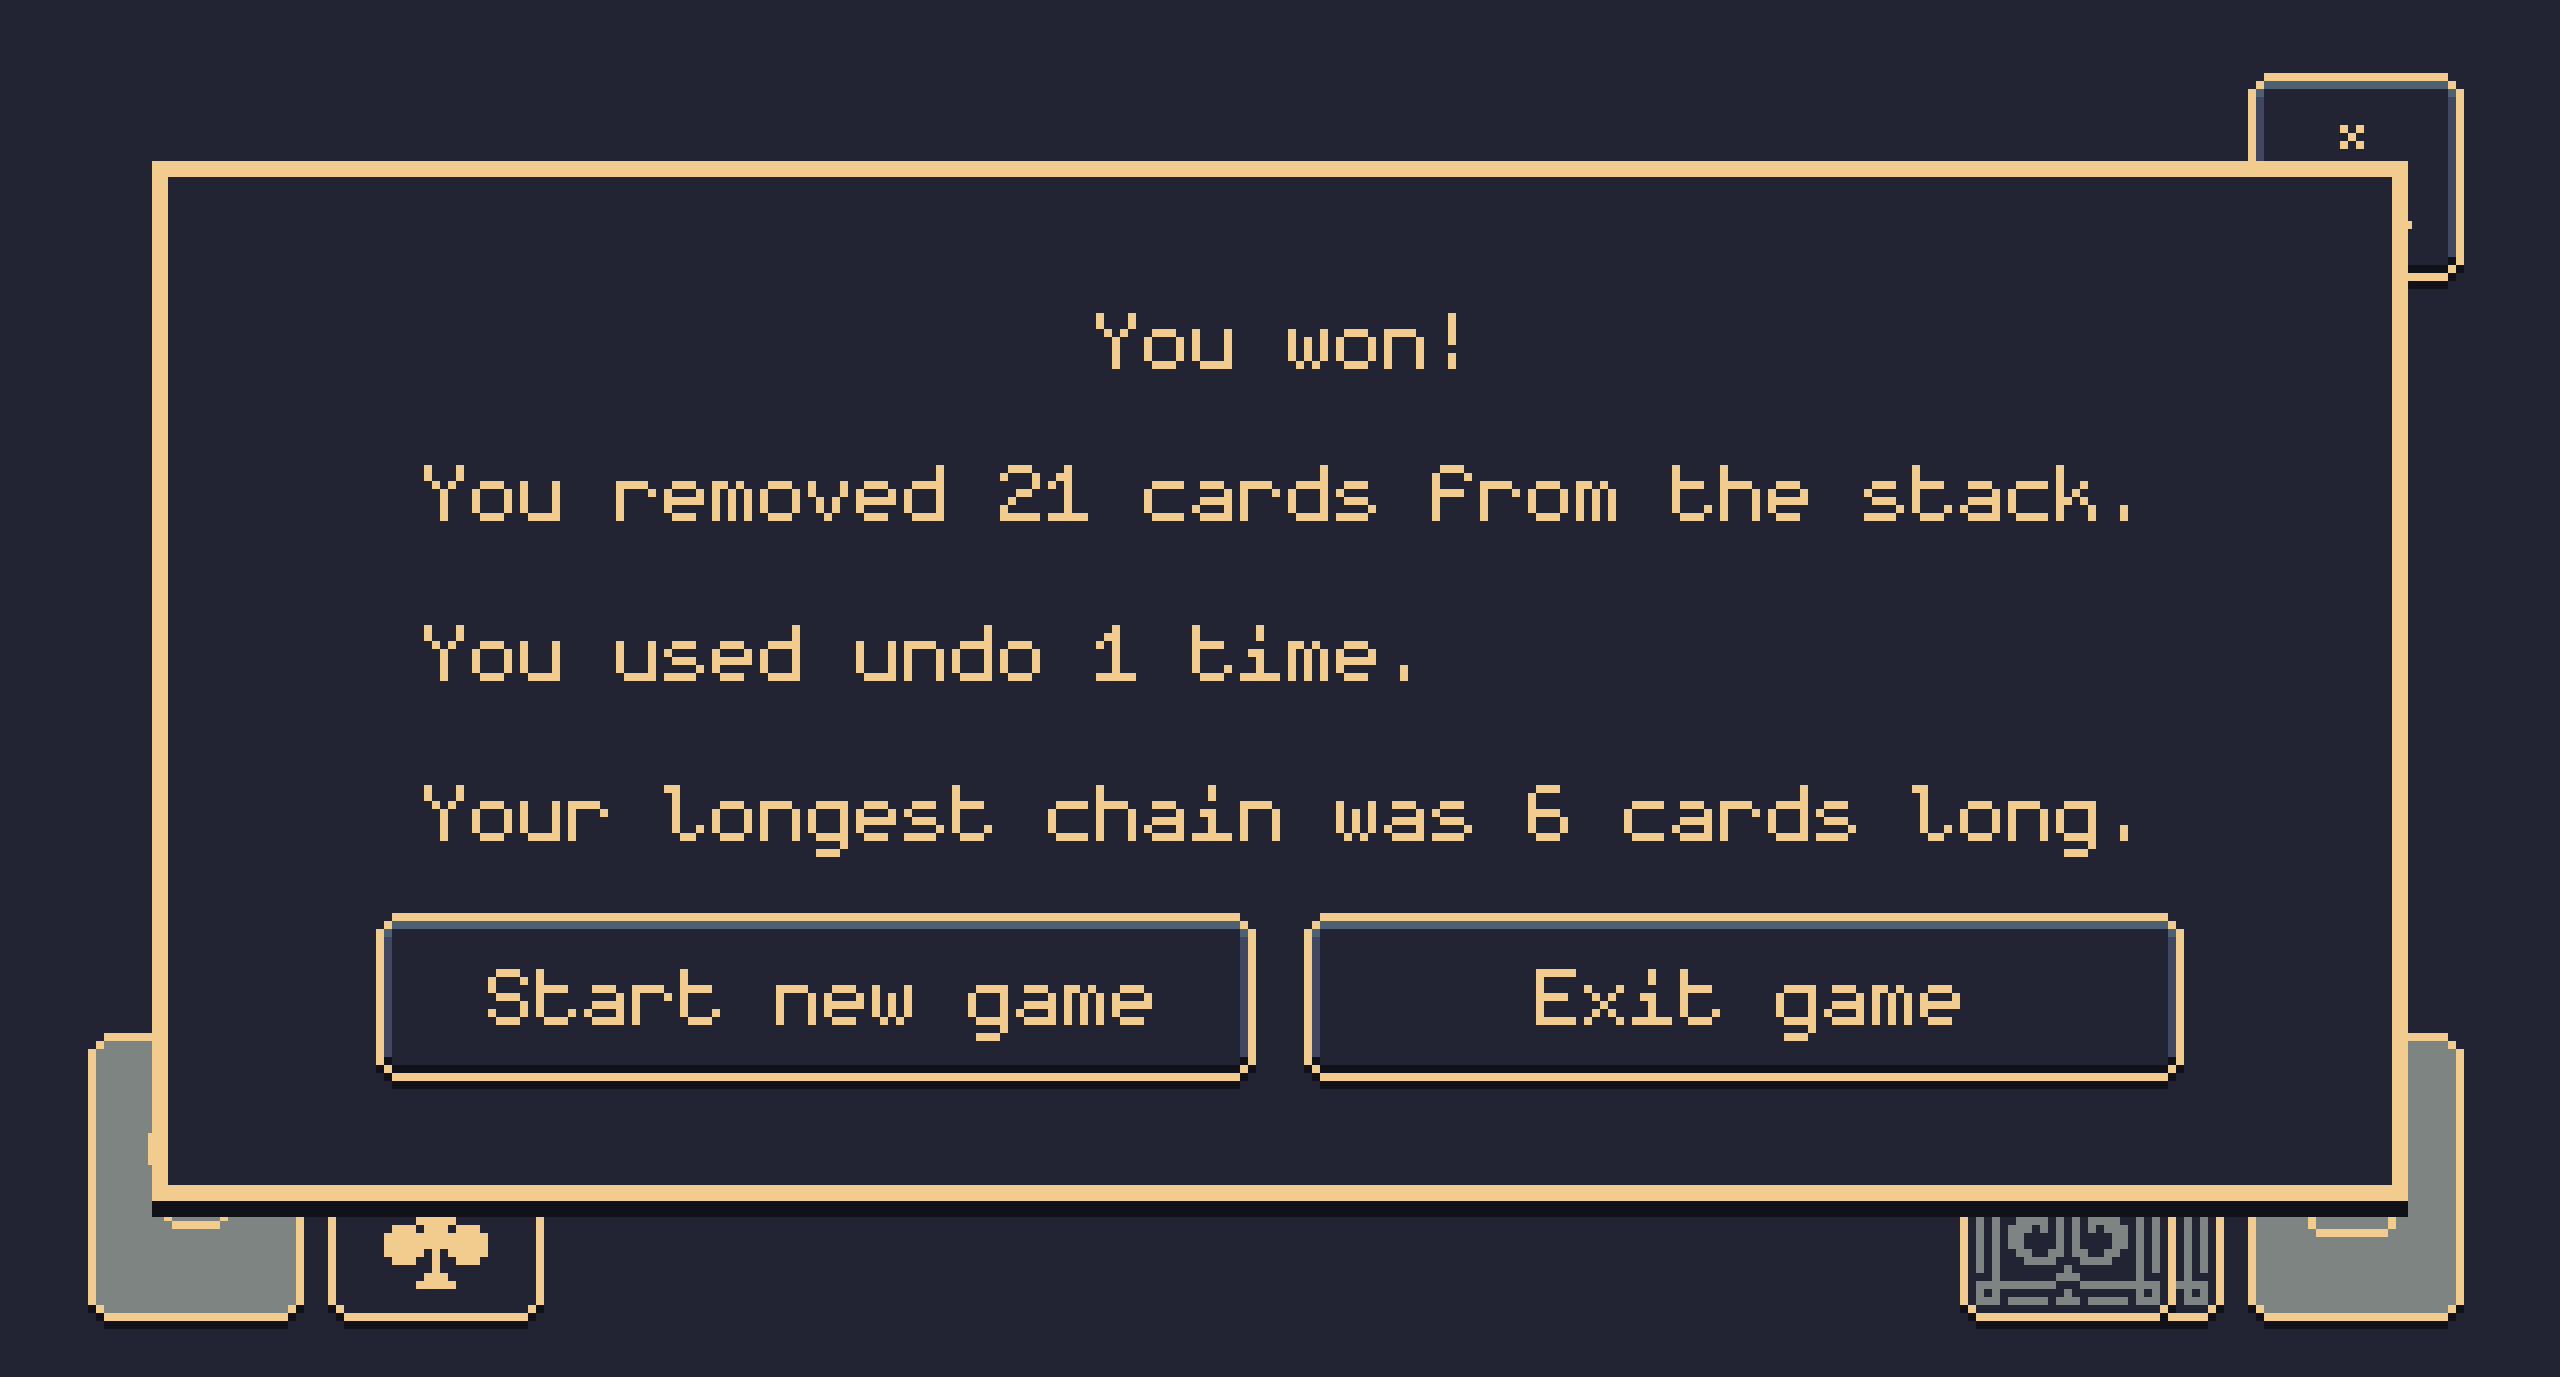 x
You won!
You removed 21 cards from the stack.
You used undo 1 time.
Your longest chain was 6 cards long.
Start new game
Exit game